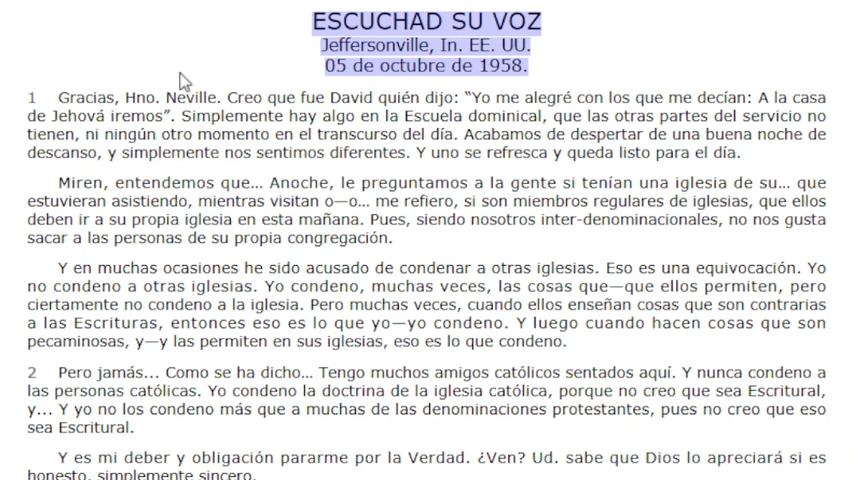 ESCUCHAD SU VOZ
Jeffersonville, In. EE. UU.
05 de octubre de 1958.
1 Gracias, Hno. Neville. Creo que fue David quién dijo: “Yo me alegré con los que me decían: A la casa
de Jehová iremos”. Simplemente hay algo en la Escuela dominical, que las otras partes del servicio no
tienen, ni ningún otro momento en el transcurso del día. Acabamos de despertar de una buena noche de
descanso, y simplemente nos sentimos diferentes. Y uno se refresca y queda listo para el día.
Miren, entendemos que... Anoche, le preguntamos a la gente si tenían una iglesia de su... que
estuvieran asistiendo, mientras visitan o—o... me refiero, si son miembros regulares de iglesias, que ellos
deben ir a su propia iglesia en esta mañana. Pues, siendo nosotros inter-denominacionales, no nos gusta
sacar a las personas de su propia congregación.
Y en muchas ocasiones he sido acusado de condenar a otras iglesias. Eso es una equivocación. Yo
no condeno a otras iglesias. Yo condeno, muchas veces, las cosas que—que ellos permiten, pero
ciertamente no condeno a la iglesia. Pero muchas veces, cuando ellos enseñan cosas que son contrarias
a las Escrituras, entonces eso es lo que yo—yo condeno. Y luego cuando hacen cosas que son
pecaminosas, y—y las permiten en sus iglesias, eso es lo que condeno.
2 Pero jamás... Como se ha dicho... Tengo muchos amigos católicos sentados aquí. Y nunca condeno a
las personas católicas. Yo condeno la doctrina de la iglesia católica, porque no creo que sea Escritural,
y... Y yo no los condeno más que a muchas de las denominaciones protestantes, pues no creo que eso
sea Escritural.
Y es mi deber y obligación pararme por la Verdad. ¿Ven? Ud. sabe que Dios lo apreciará si es
honesto, simplemente sincero.